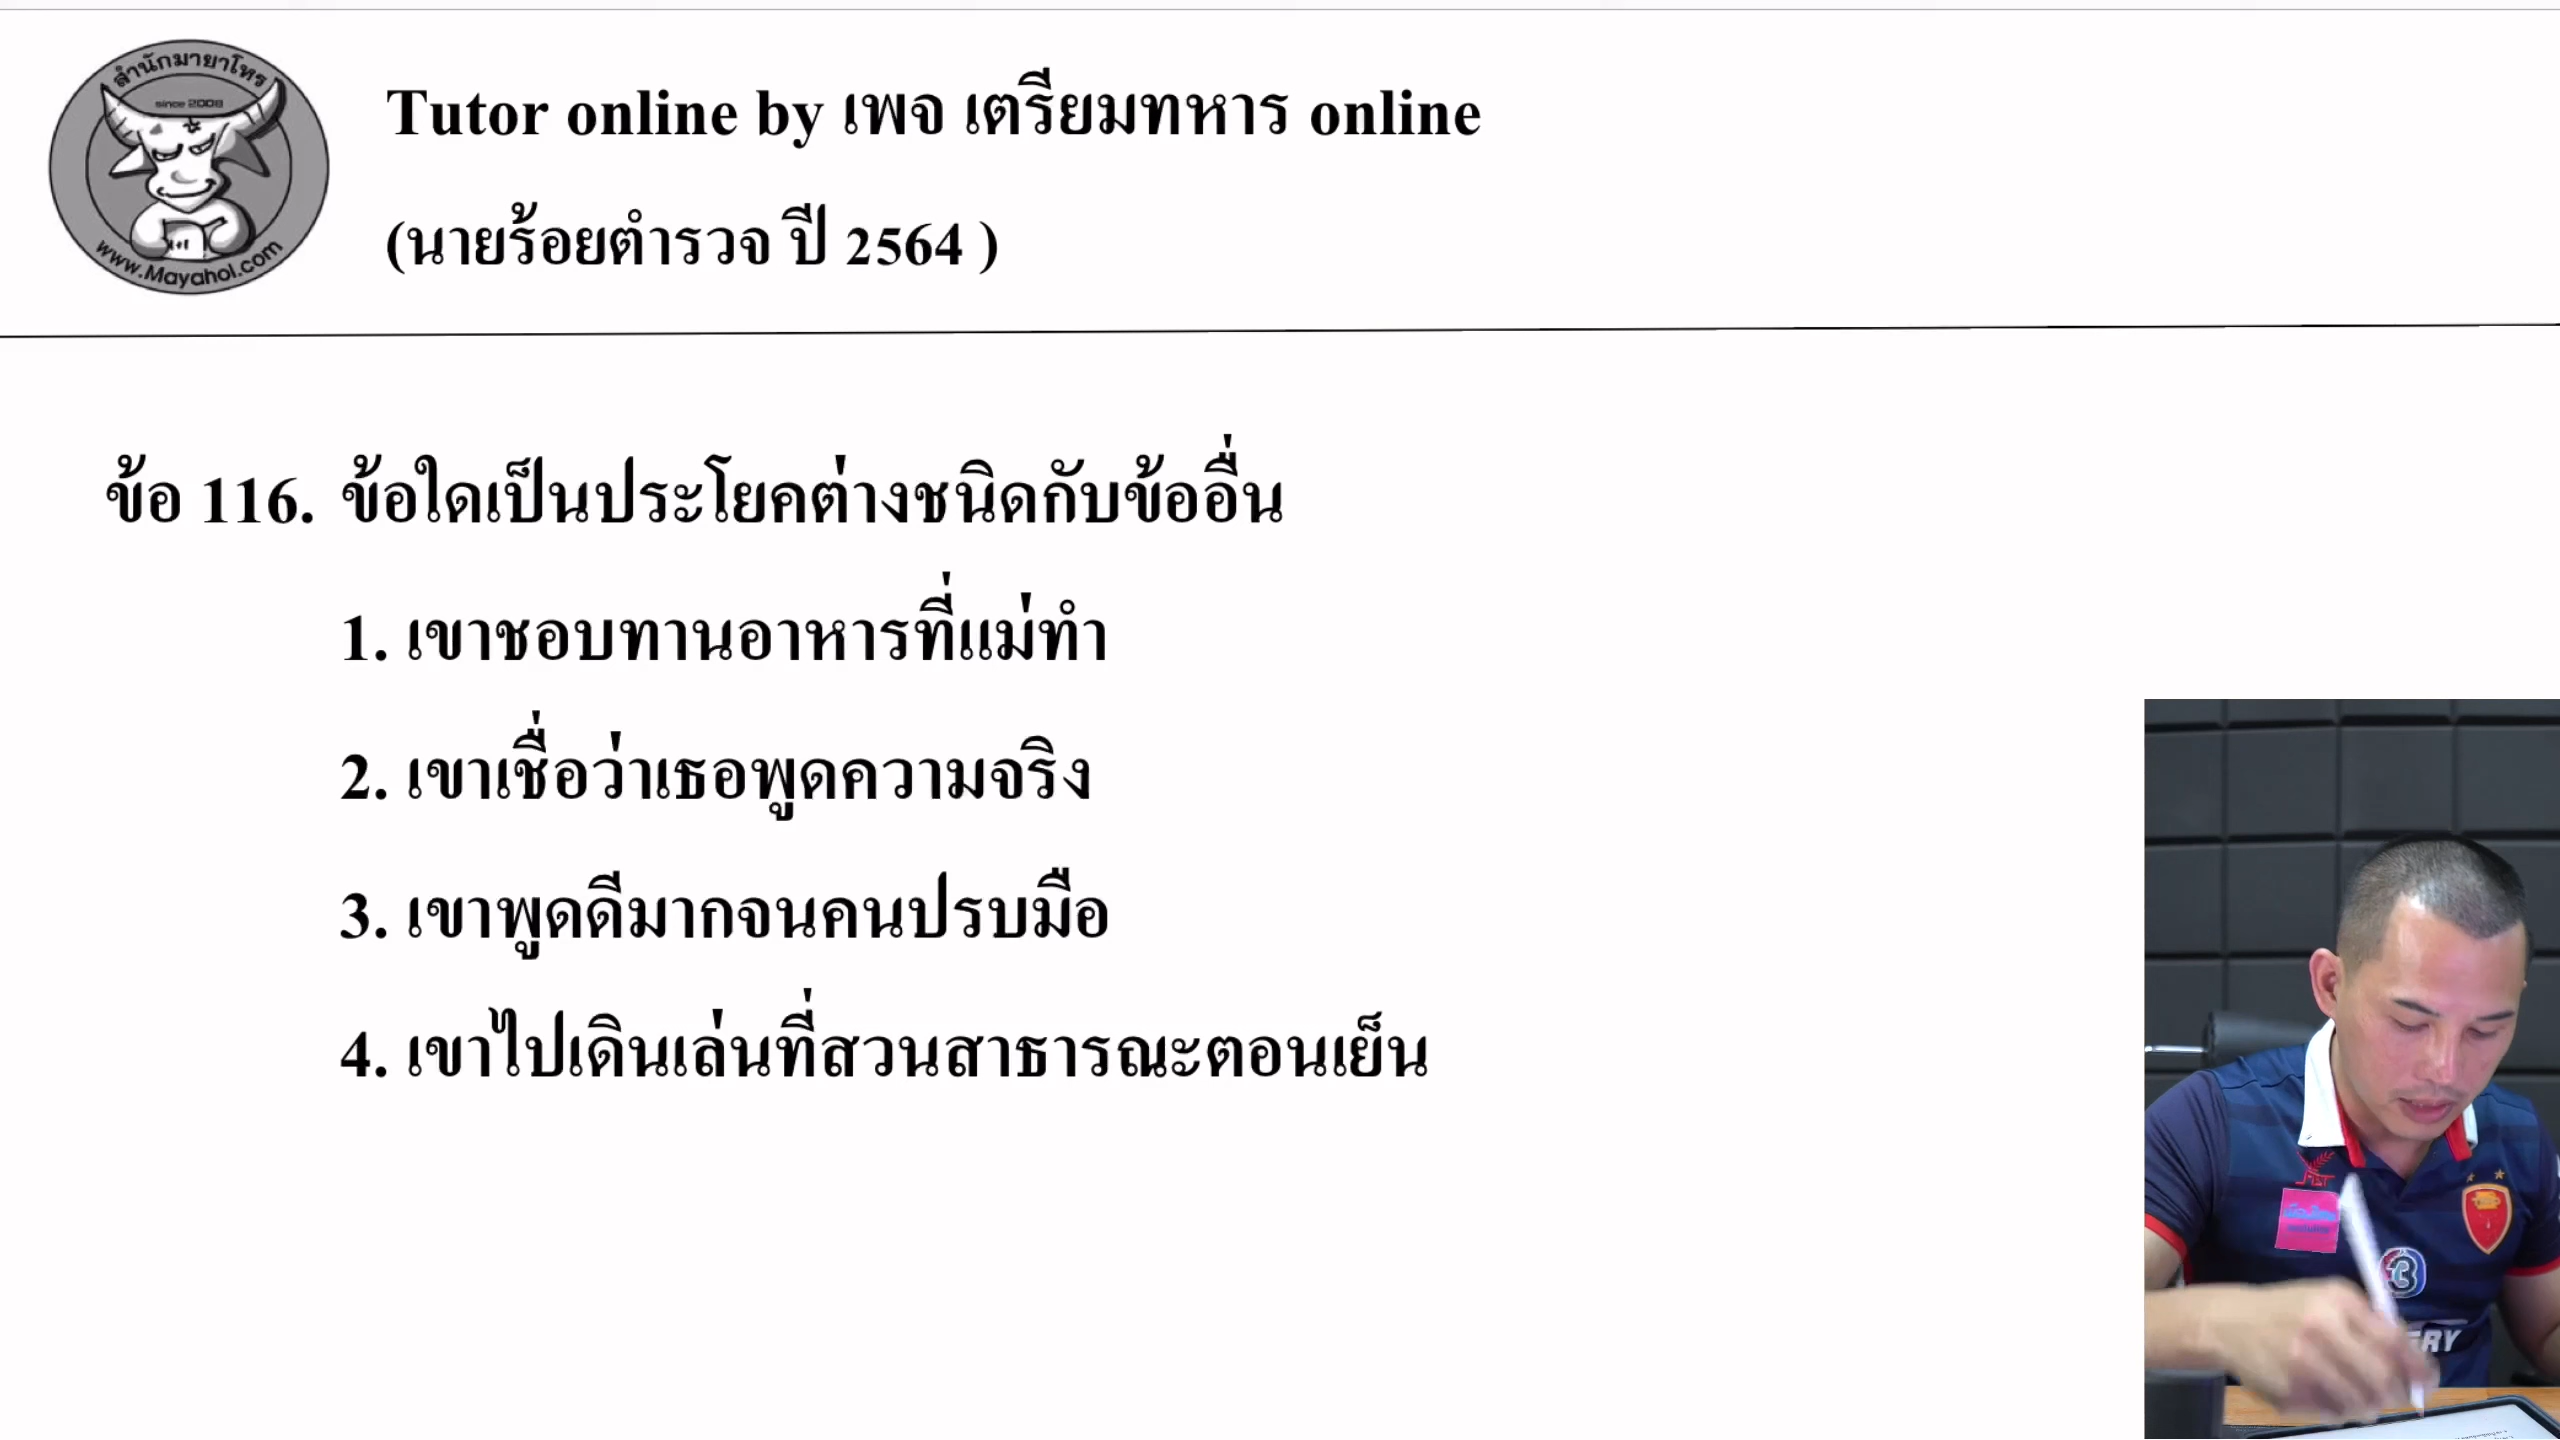 สำนักมายาโหร
since 2008
www.Mayahol.com
Tutor online by เพจ เตรียมทหาร online
(นายร้อยตำรวจ ปี 2564 )
ข้อ 116. ข้อใดเป็นประโยคต่างชนิดกับข้ออื่น
1. เขาชอบทานอาหารที่แม่ทำ
2. เขาเชื่อว่าเธอพูดความจริง
3. เขาพูดดีมากจนคนปรบมือ
4. เขาไปเดินเล่นที่สวนสาธารณะตอนเย็น
3